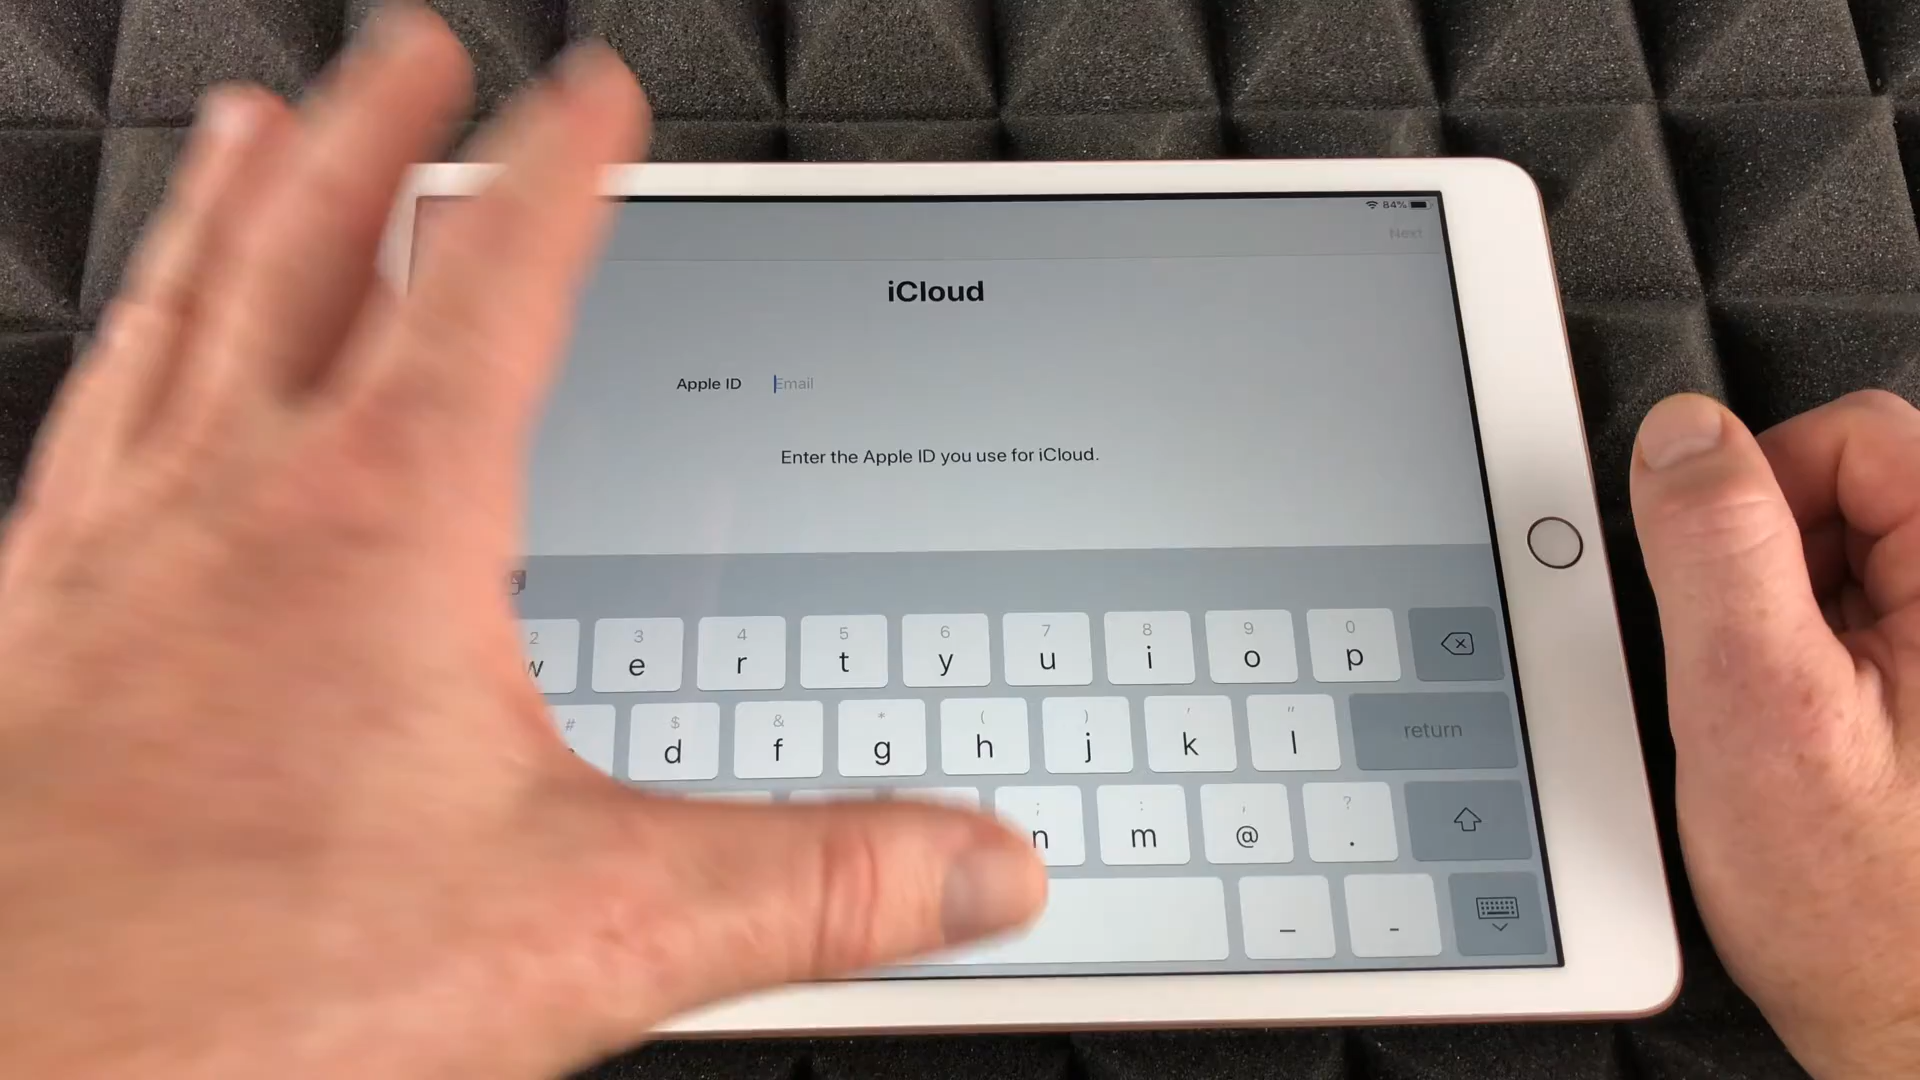 84%
Next
iCloud
Apple ID Email
Enter the Apple ID you use for iCloud.
2 3 4 5 6 7 8 9 0
w e r t y u i o p
# $ & * ( ) ' "
d f g h j k l return
; : , ?
n m @ .
_ -